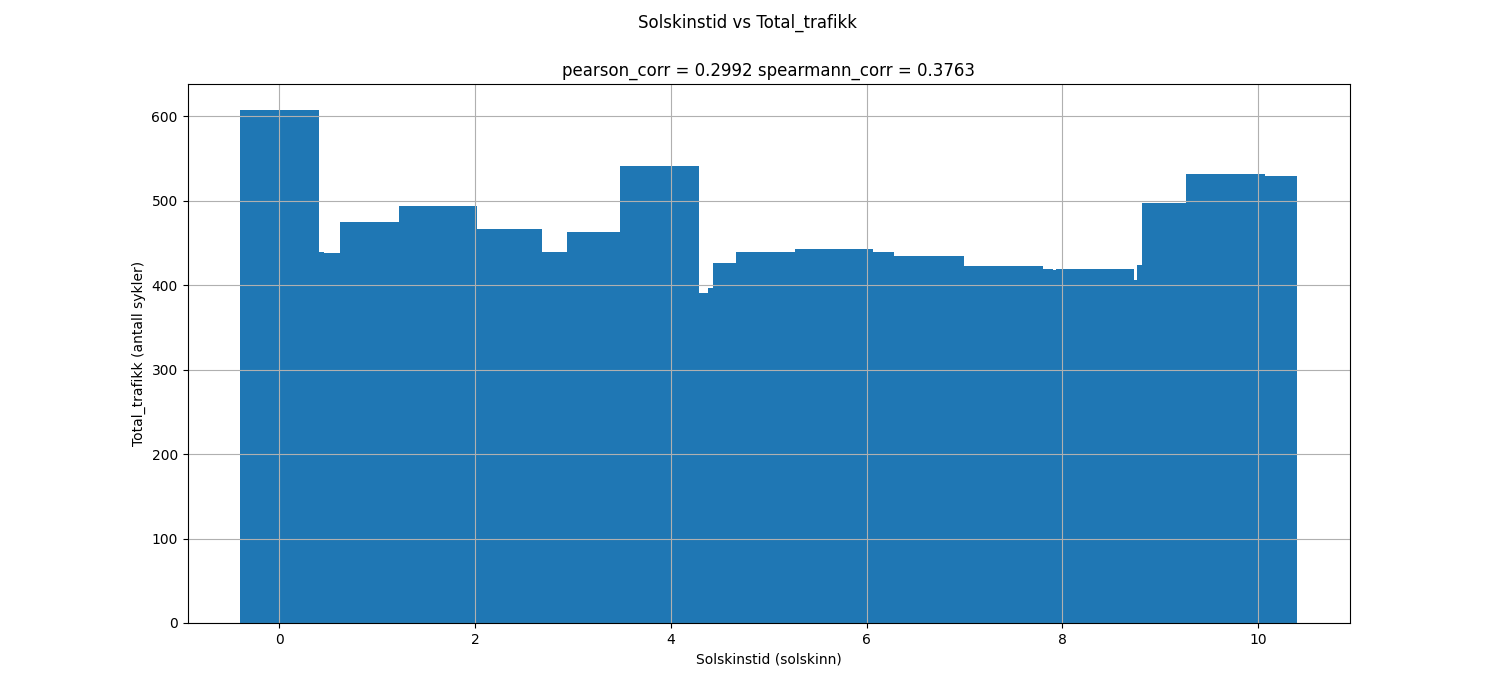 Solskinstid vs Total_trafikk
pearson_corr = 0.2992 spearmann_corr = 0.3763
600
500
400
300
200
100
0
Total_trafikk (antall sykler)
0 2 4 6 8 10
Solskinstid (solskinn)